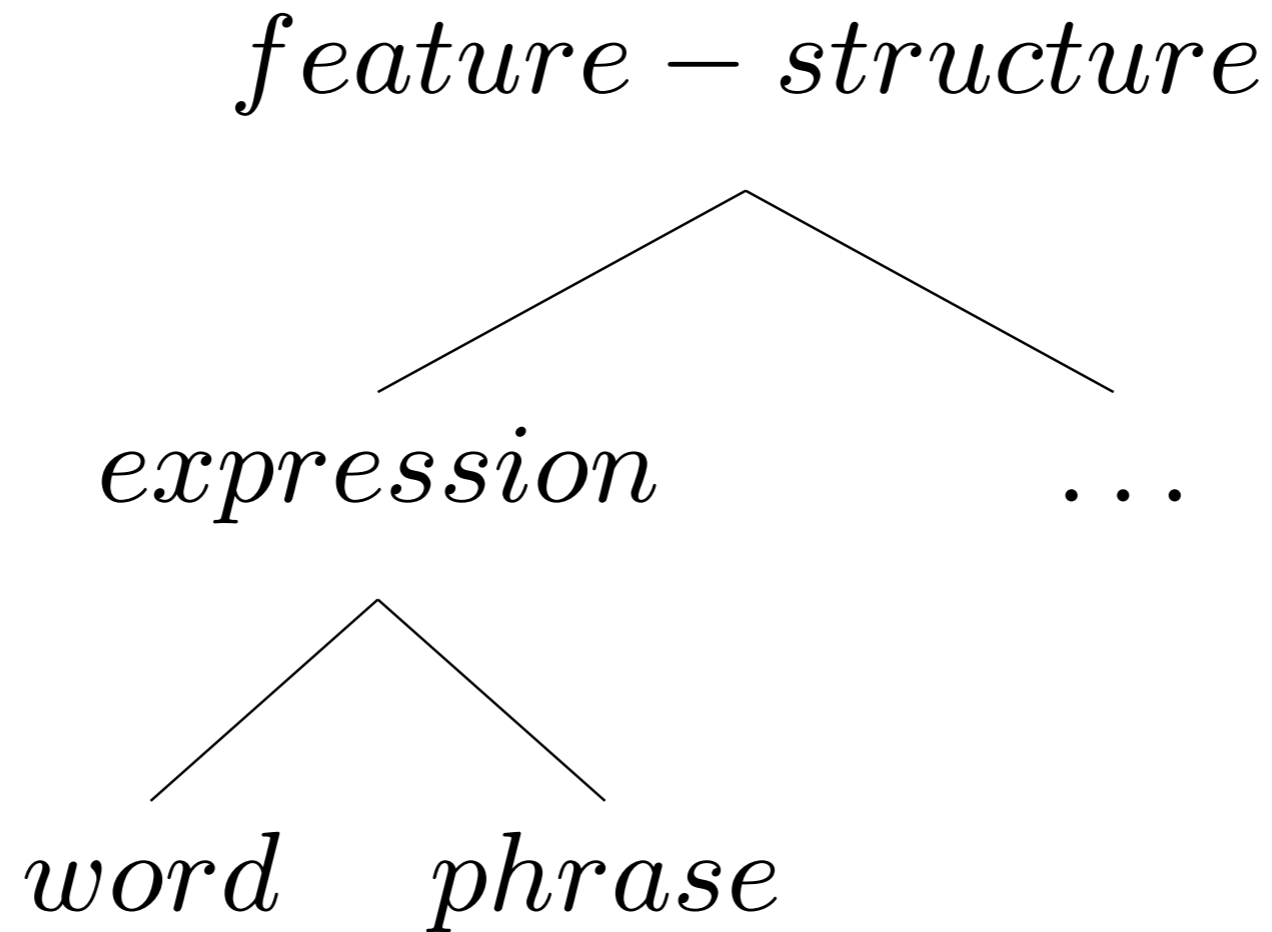 feature – structure
expression ...
word phrase